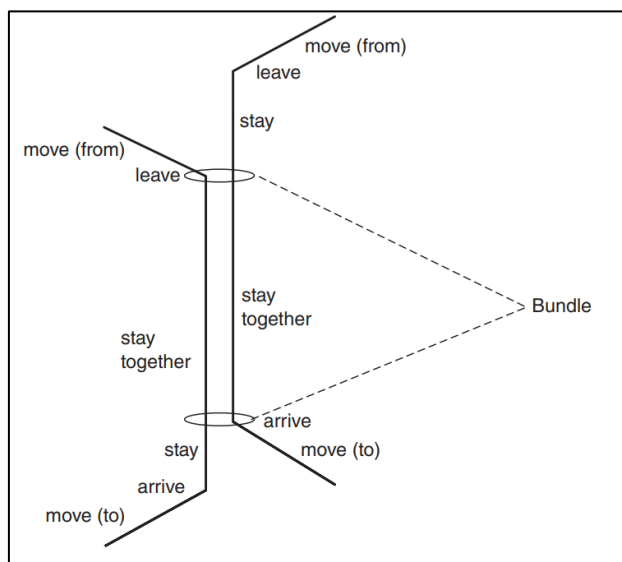 move (from)
leave
stay
move (from)
leave
stay
together
Bundle
stay
together
arrive
stay
move (to)
arrive
move (to)